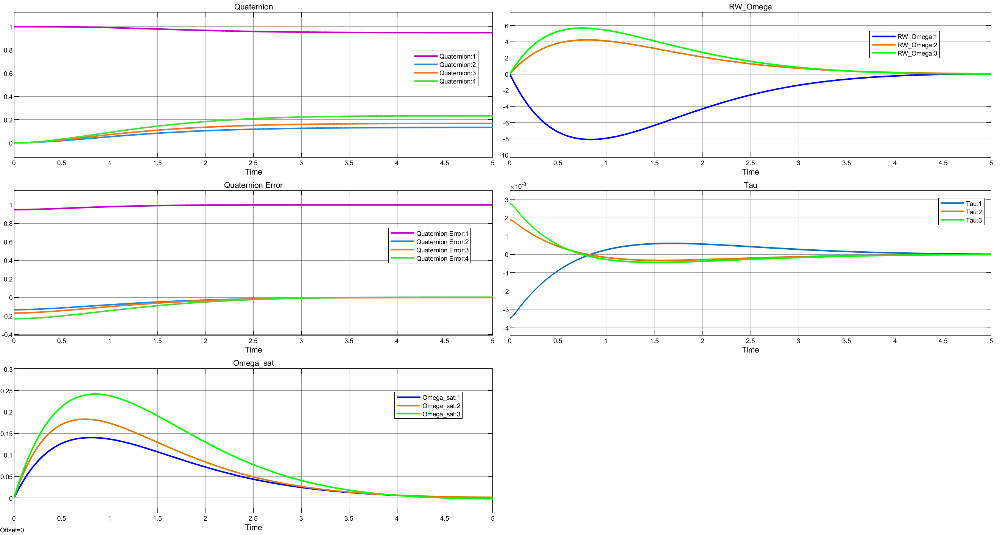 Quaternion
1
0.8
0.6
0.4
0.2
0
Quaternion:1
Quaternion:2
Quaternion:3
Quaternion:4
0 0.5 1 1.5 2 2.5 3 3.5 4 4.5 5
Time
RW_Omega
6
4
2
0
-2
-4
-6
-8
-10
RW_Omega:1
RW_Omega:2
RW_Omega:3
0 0.5 1 1.5 2 2.5 3 3.5 4 4.5 5
Time
Quaternion Error
1
0.8
0.6
0.4
0.2
0
-0.2
-0.4
Quaternion Error:1
Quaternion Error:2
Quaternion Error:3
Quaternion Error:4
0 0.5 1 1.5 2 2.5 3 3.5 4 4.5 5
Time
Tau
×10-3
3
2
1
0
-1
-2
-3
-4
Tau:1
Tau:2
Tau:3
0 0.5 1 1.5 2 2.5 3 3.5 4 4.5 5
Time
Omega_sat
0.3
0.25
0.2
0.15
0.1
0.05
0
Omega_sat:1
Omega_sat:2
Omega_sat:3
0 0.5 1 1.5 2 2.5 3 3.5 4 4.5 5
Time
Offset=0